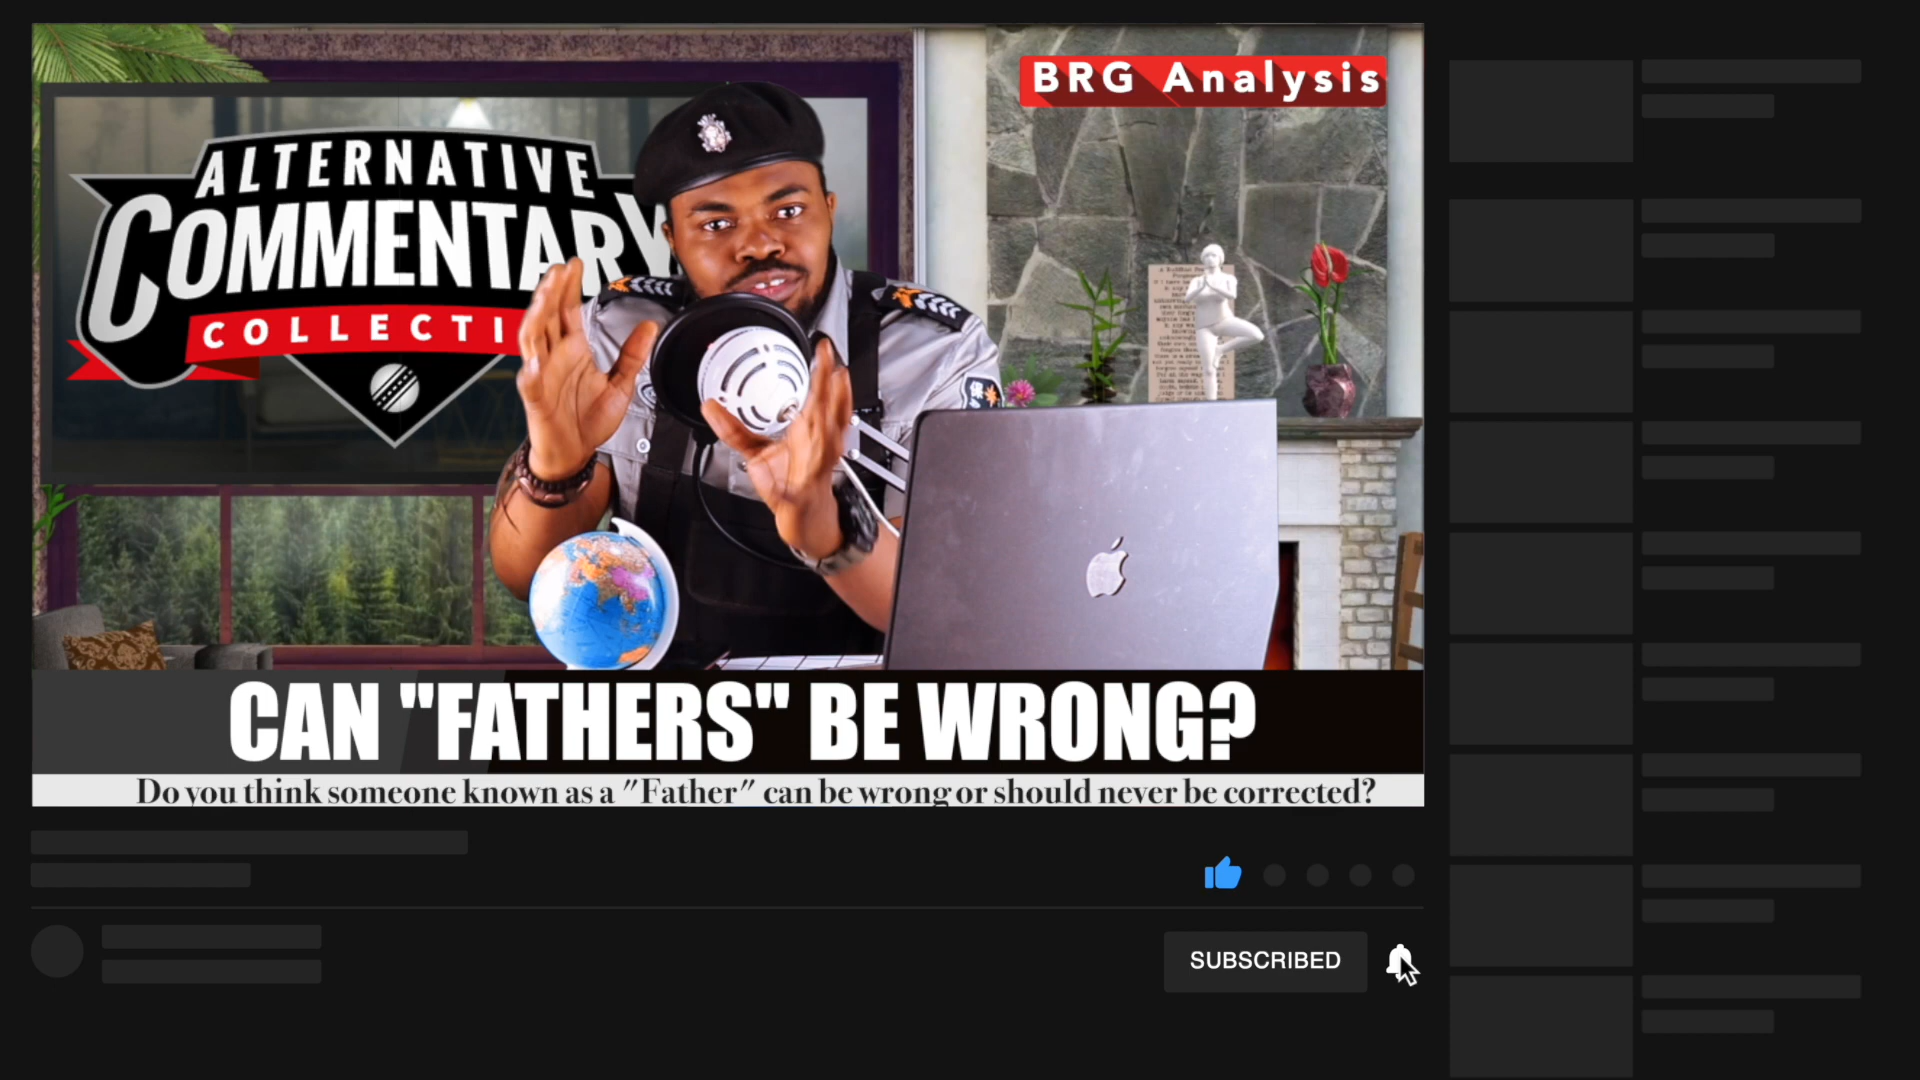 BRG Analysis
ALTERNATIVE
COMMENTARY
COLLECTI
CAN "FATHERS" BE WRONG?
Do you think someone known as a "Father" can be wrong or should never be corrected?
SUBSCRIBED